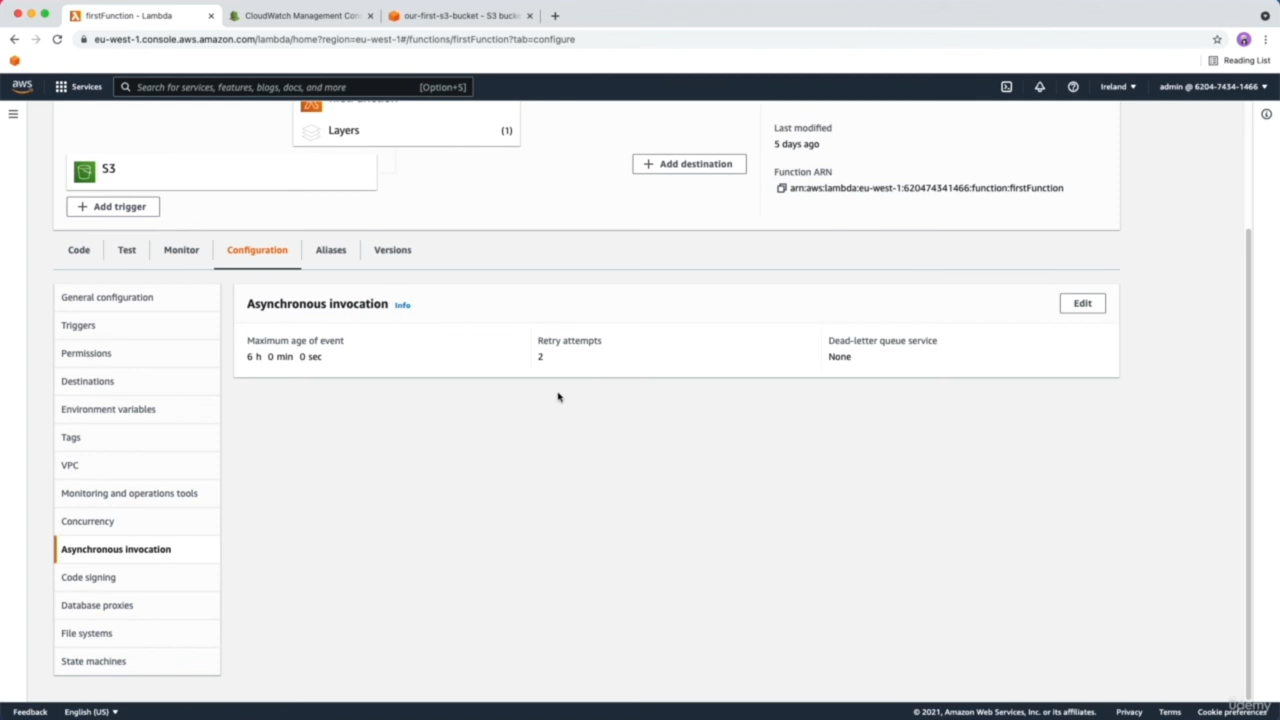 firstFunction - Lambda
CloudWatch Management Con
our-first-s3-bucket - S3 bucke
eu-west-1.console.aws.amazon.com/lambda/home?region=eu-west-1#/functions/firstFunction?tab=configure
Reading List
aws
Services
Search for services, features, blogs, docs, and more
[Option+S]
Ireland
admin @ 6204-7434-1466
Layers
(1)
Last modified
5 days ago
S3
+ Add destination
Function ARN
arn:aws:lambda:eu-west-1:620474341466:function:firstFunction
+ Add trigger
Code
Test
Monitor
Configuration
Aliases
Versions
General configuration
Triggers
Permissions
Destinations
Environment variables
Tags
VPC
Monitoring and operations tools
Concurrency
Asynchronous invocation
Code signing
Database proxies
File systems
State machines
Asynchronous invocation Info
Edit
Maximum age of event
6 h 0 min 0 sec
Retry attempts
2
Dead-letter queue service
None
Feedback
English (US)
© 2021, Amazon Web Services, Inc. or its affiliates.
Privacy
Terms
Cookie preferences
udemy